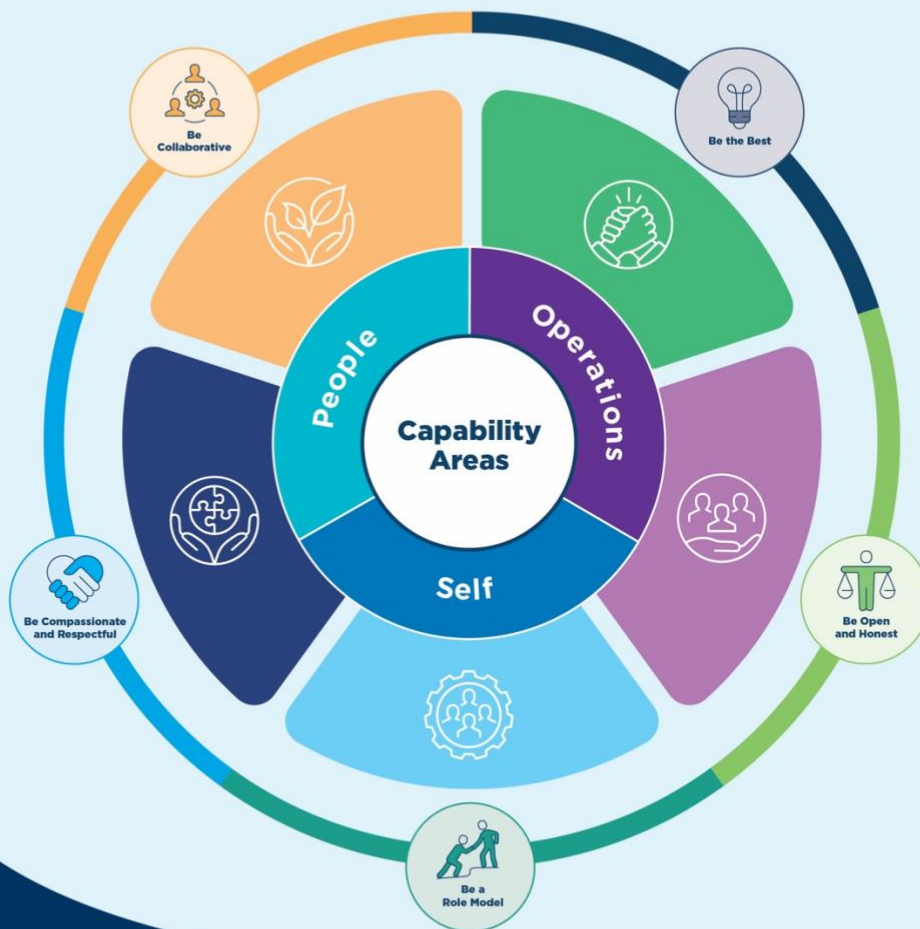 Be
Collaborative
Be the Best
People
Operations
Capability
Areas
Self
Be Compassionate
and Respectful
Be Open
and Honest
Be a
Role Model